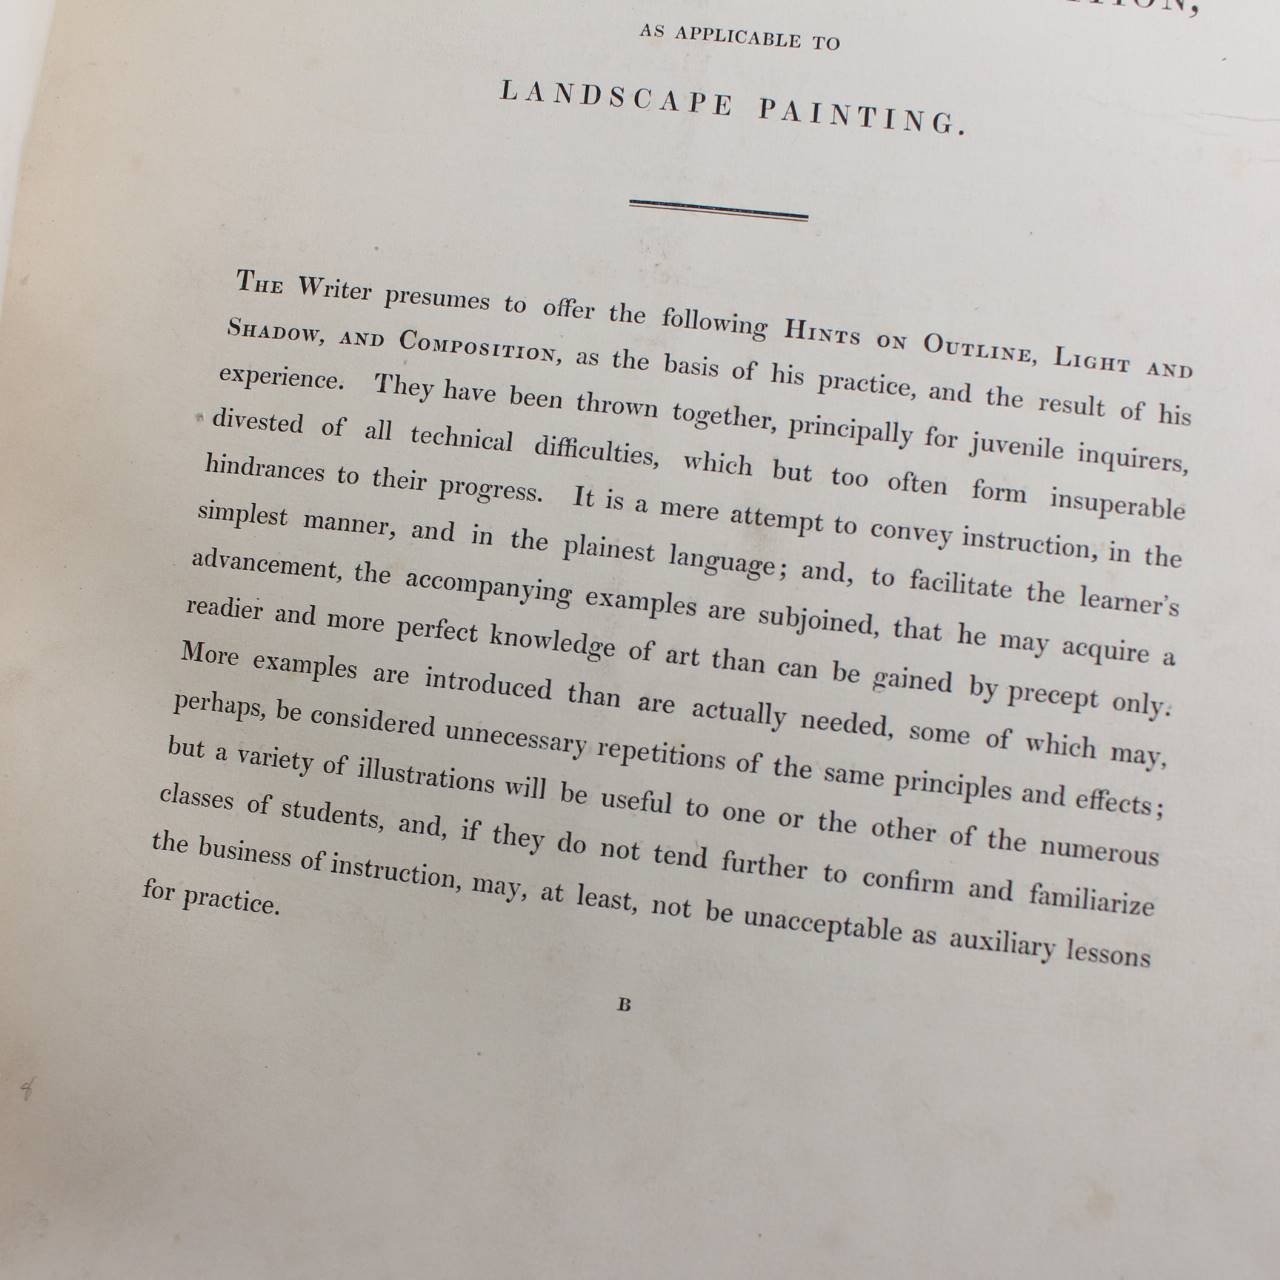 AS APPLICABLE TO
LANDSCAPE PAINTING.
THE Writer presumes to offer the following HINTS ON OUTLINE, LIGHT AND
SHADOW, AND COMPOSITION, as the basis of his practice, and the result of his
experience. They have been thrown together, principally for juvenile inquirers,
divested of all technical difficulties, which but too often form insuperable
hindrances to their progress. It is a mere attempt to convey instruction, in the
simplest manner, and in the plainest language; and, to facilitate the learner's
advancement, the accompanying examples are subjoined, that he may acquire a
readier and more perfect knowledge of art than can be gained by precept only.
More examples are introduced than are actually needed, some of which may,
perhaps, be considered unnecessary repetitions of the same principles and effects;
but a variety of illustrations will be useful to one or the other of the numerous
classes of students, and, if they do not tend further to confirm and familiarize
the business of instruction, may, at least, not be unacceptable as auxiliary lessons
for practice.
B
8